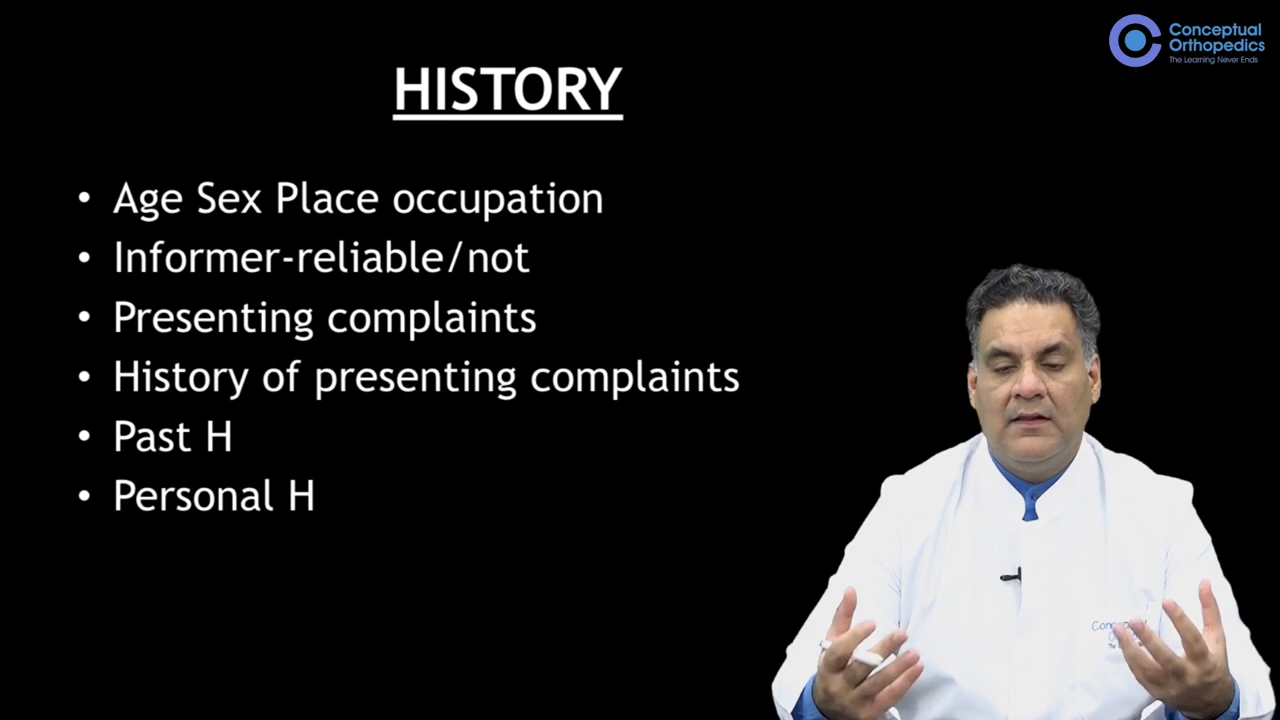 Conceptual
Orthopedics
The Learning Never Ends
HISTORY
• Age Sex Place occupation
• Informer-reliable/not
• Presenting complaints
• History of presenting complaints
• Past H
• Personal H